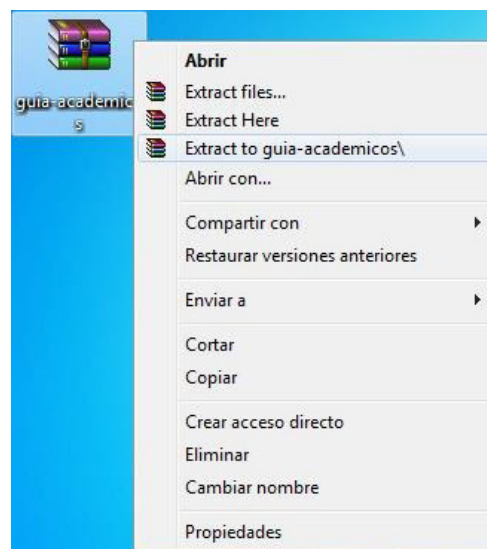 guia-academic
s
Abrir
Extract files...
Extract Here
Extract to guia-academicos\
Abrir con...
Compartir con
Restaurar versiones anteriores
Enviar a
Cortar
Copiar
Crear acceso directo
Eliminar
Cambiar nombre
Propiedades